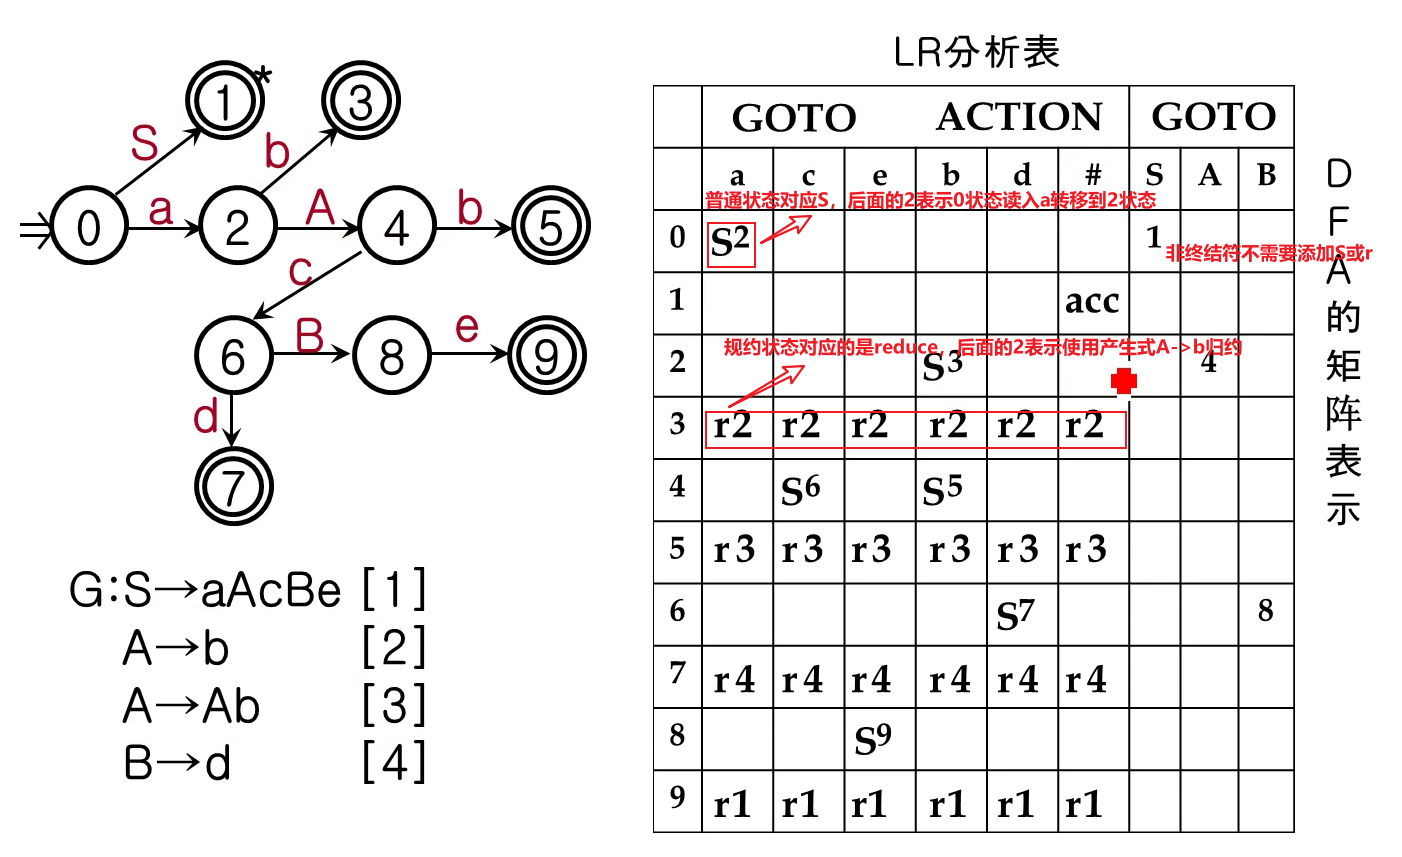 LR分析表
1
*
3
S
b
0
a
2
A
4
b
5
c
6
B
8
e
9
d
7
G:S→aAcBe [1]
A→b [2]
A→Ab [3]
B→d [4]
GOTO ACTION GOTO
a c e b d # S A B
普通状态对应S，后面的2表示0状态读入a转移到2状态
0 S2 1
非终结符不需要添加S或r
1 acc
规约状态对应的是reduce，后面的2表示使用产生式A->b归约
2 S3 4
3 r2 r2 r2 r2 r2 r2
4 S6 S5
5 r3 r3 r3 r3 r3 r3
6 S7 8
7 r4 r4 r4 r4 r4 r4
8 S9
9 r1 r1 r1 r1 r1 r1
DFA的矩阵表示